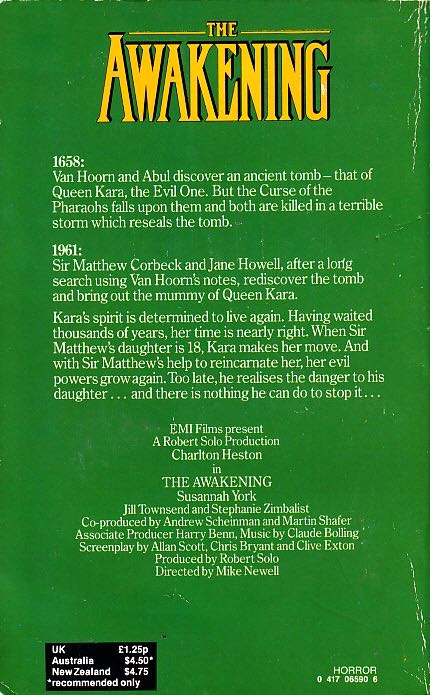 THE
AWAKENING
1658:
Van Hoorn and Abul discover an ancient tomb – that of
Queen Kara, the Evil One. But the Curse of the
Pharaohs falls upon them and both are killed in a terrible
storm which reseals the tomb.
1961:
Sir Matthew Corbeck and Jane Howell, after a long
search using Van Hoorn's notes, rediscover the tomb
and bring out the mummy of Queen Kara.
Kara's spirit is determined to live again. Having waited
thousands of years, her time is nearly right. When Sir
Matthew's daughter is 18, Kara makes her move. And
with Sir Matthew's help to reincarnate her, her evil
powers grow again. Too late, he realises the danger to his
daughter . . . and there is nothing he can do to stop it . . .
EMI Films present
A Robert Solo Production
Charlton Heston
in
THE AWAKENING
Susannah York
Jill Townsend and Stephanie Zimbalist
Co-produced by Andrew Scheinman and Martin Shafer
Associate Producer Harry Benn, Music by Claude Bolling
Screenplay by Allan Scott, Chris Bryant and Clive Exton
Produced by Robert Solo
Directed by Mike Newell
UK £1.25p
Australia $4.50*
New Zealand $4.75
*recommended only
HORROR
0 417 06590 6